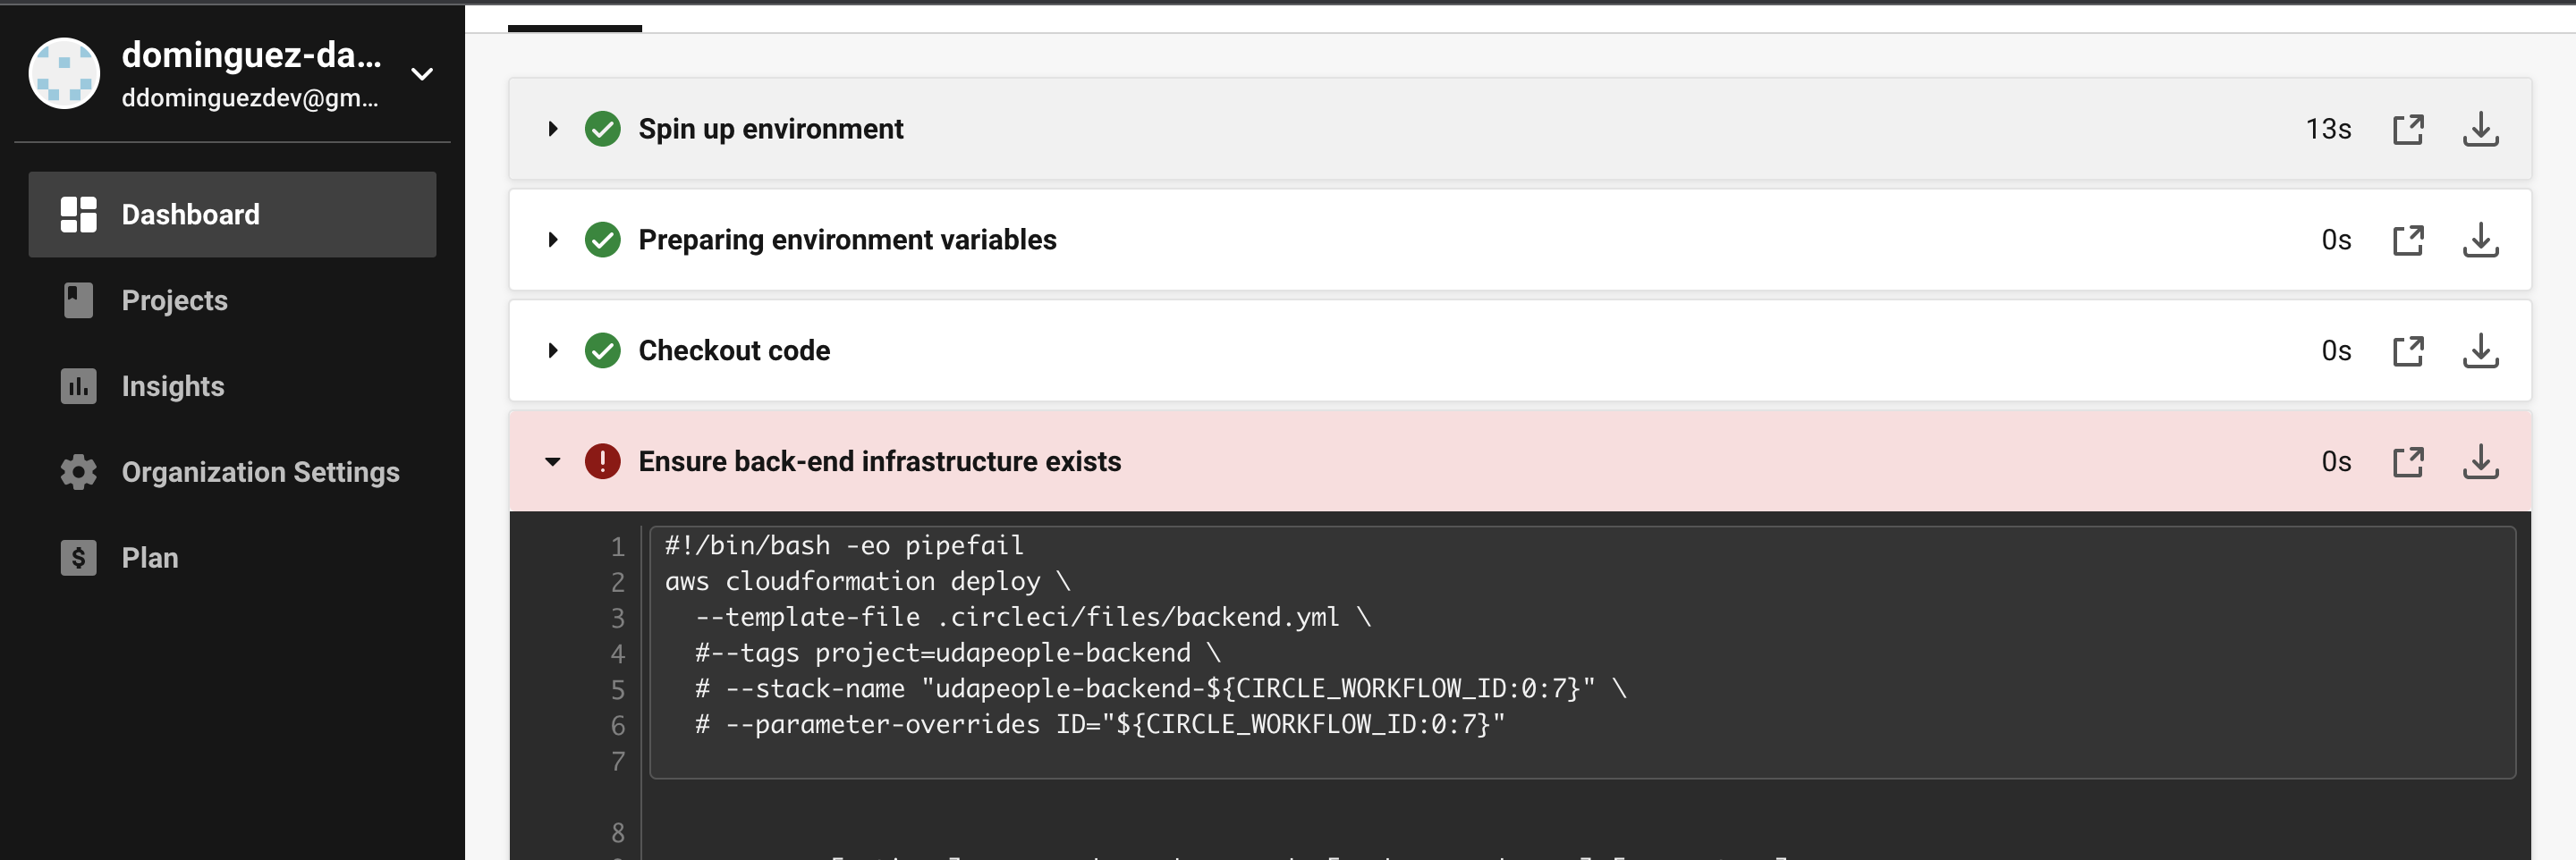 dominguez-da...
ddominguezdev@gm...
Dashboard
Projects
Insights
Organization Settings
Plan
Spin up environment 13s
Preparing environment variables 0s
Checkout code 0s
Ensure back-end infrastructure exists 0s
1 #!/bin/bash -eo pipefail
2 aws cloudformation deploy \
3 --template-file .circleci/files/backend.yml \
4 #--tags project=udapeople-backend \
5 # --stack-name "udapeople-backend-${CIRCLE_WORKFLOW_ID:0:7}" \
6 # --parameter-overrides ID="${CIRCLE_WORKFLOW_ID:0:7}"
7
8